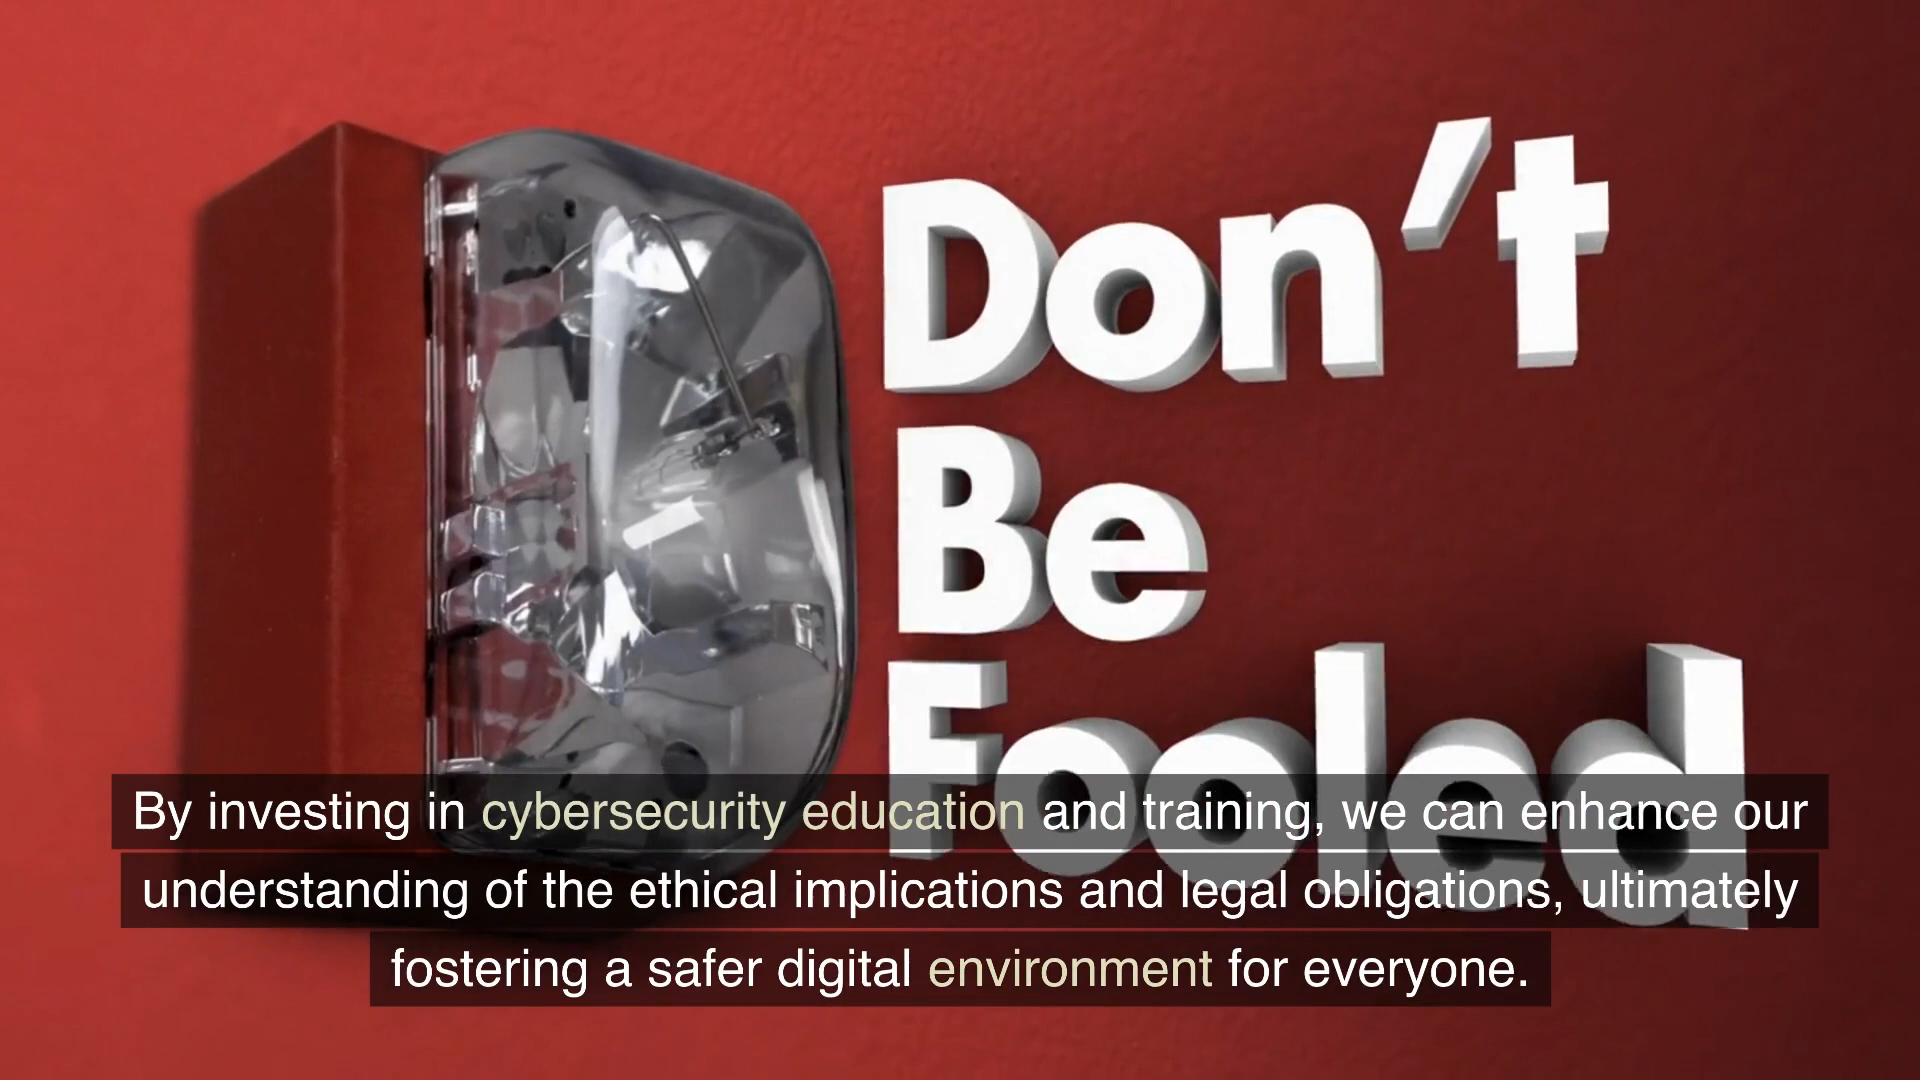 Don't
Be
Fooled
By investing in cybersecurity education and training, we can enhance our
understanding of the ethical implications and legal obligations, ultimately
fostering a safer digital environment for everyone.